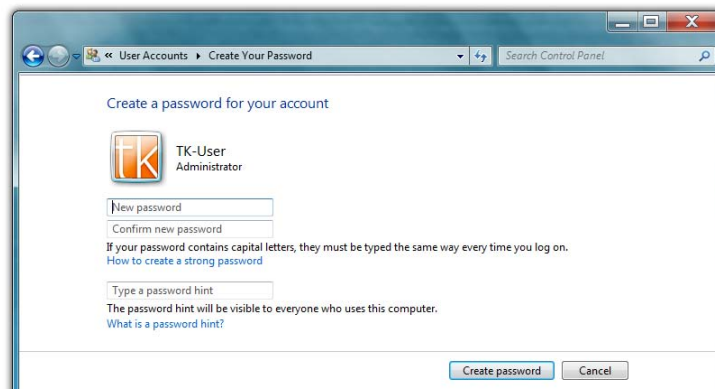 « User Accounts ▸ Create Your Password
Search Control Panel
Create a password for your account
tk
TK-User
Administrator
New password
Confirm new password
If your password contains capital letters, they must be typed the same way every time you log on.
How to create a strong password
Type a password hint
The password hint will be visible to everyone who uses this computer.
What is a password hint?
Create password
Cancel